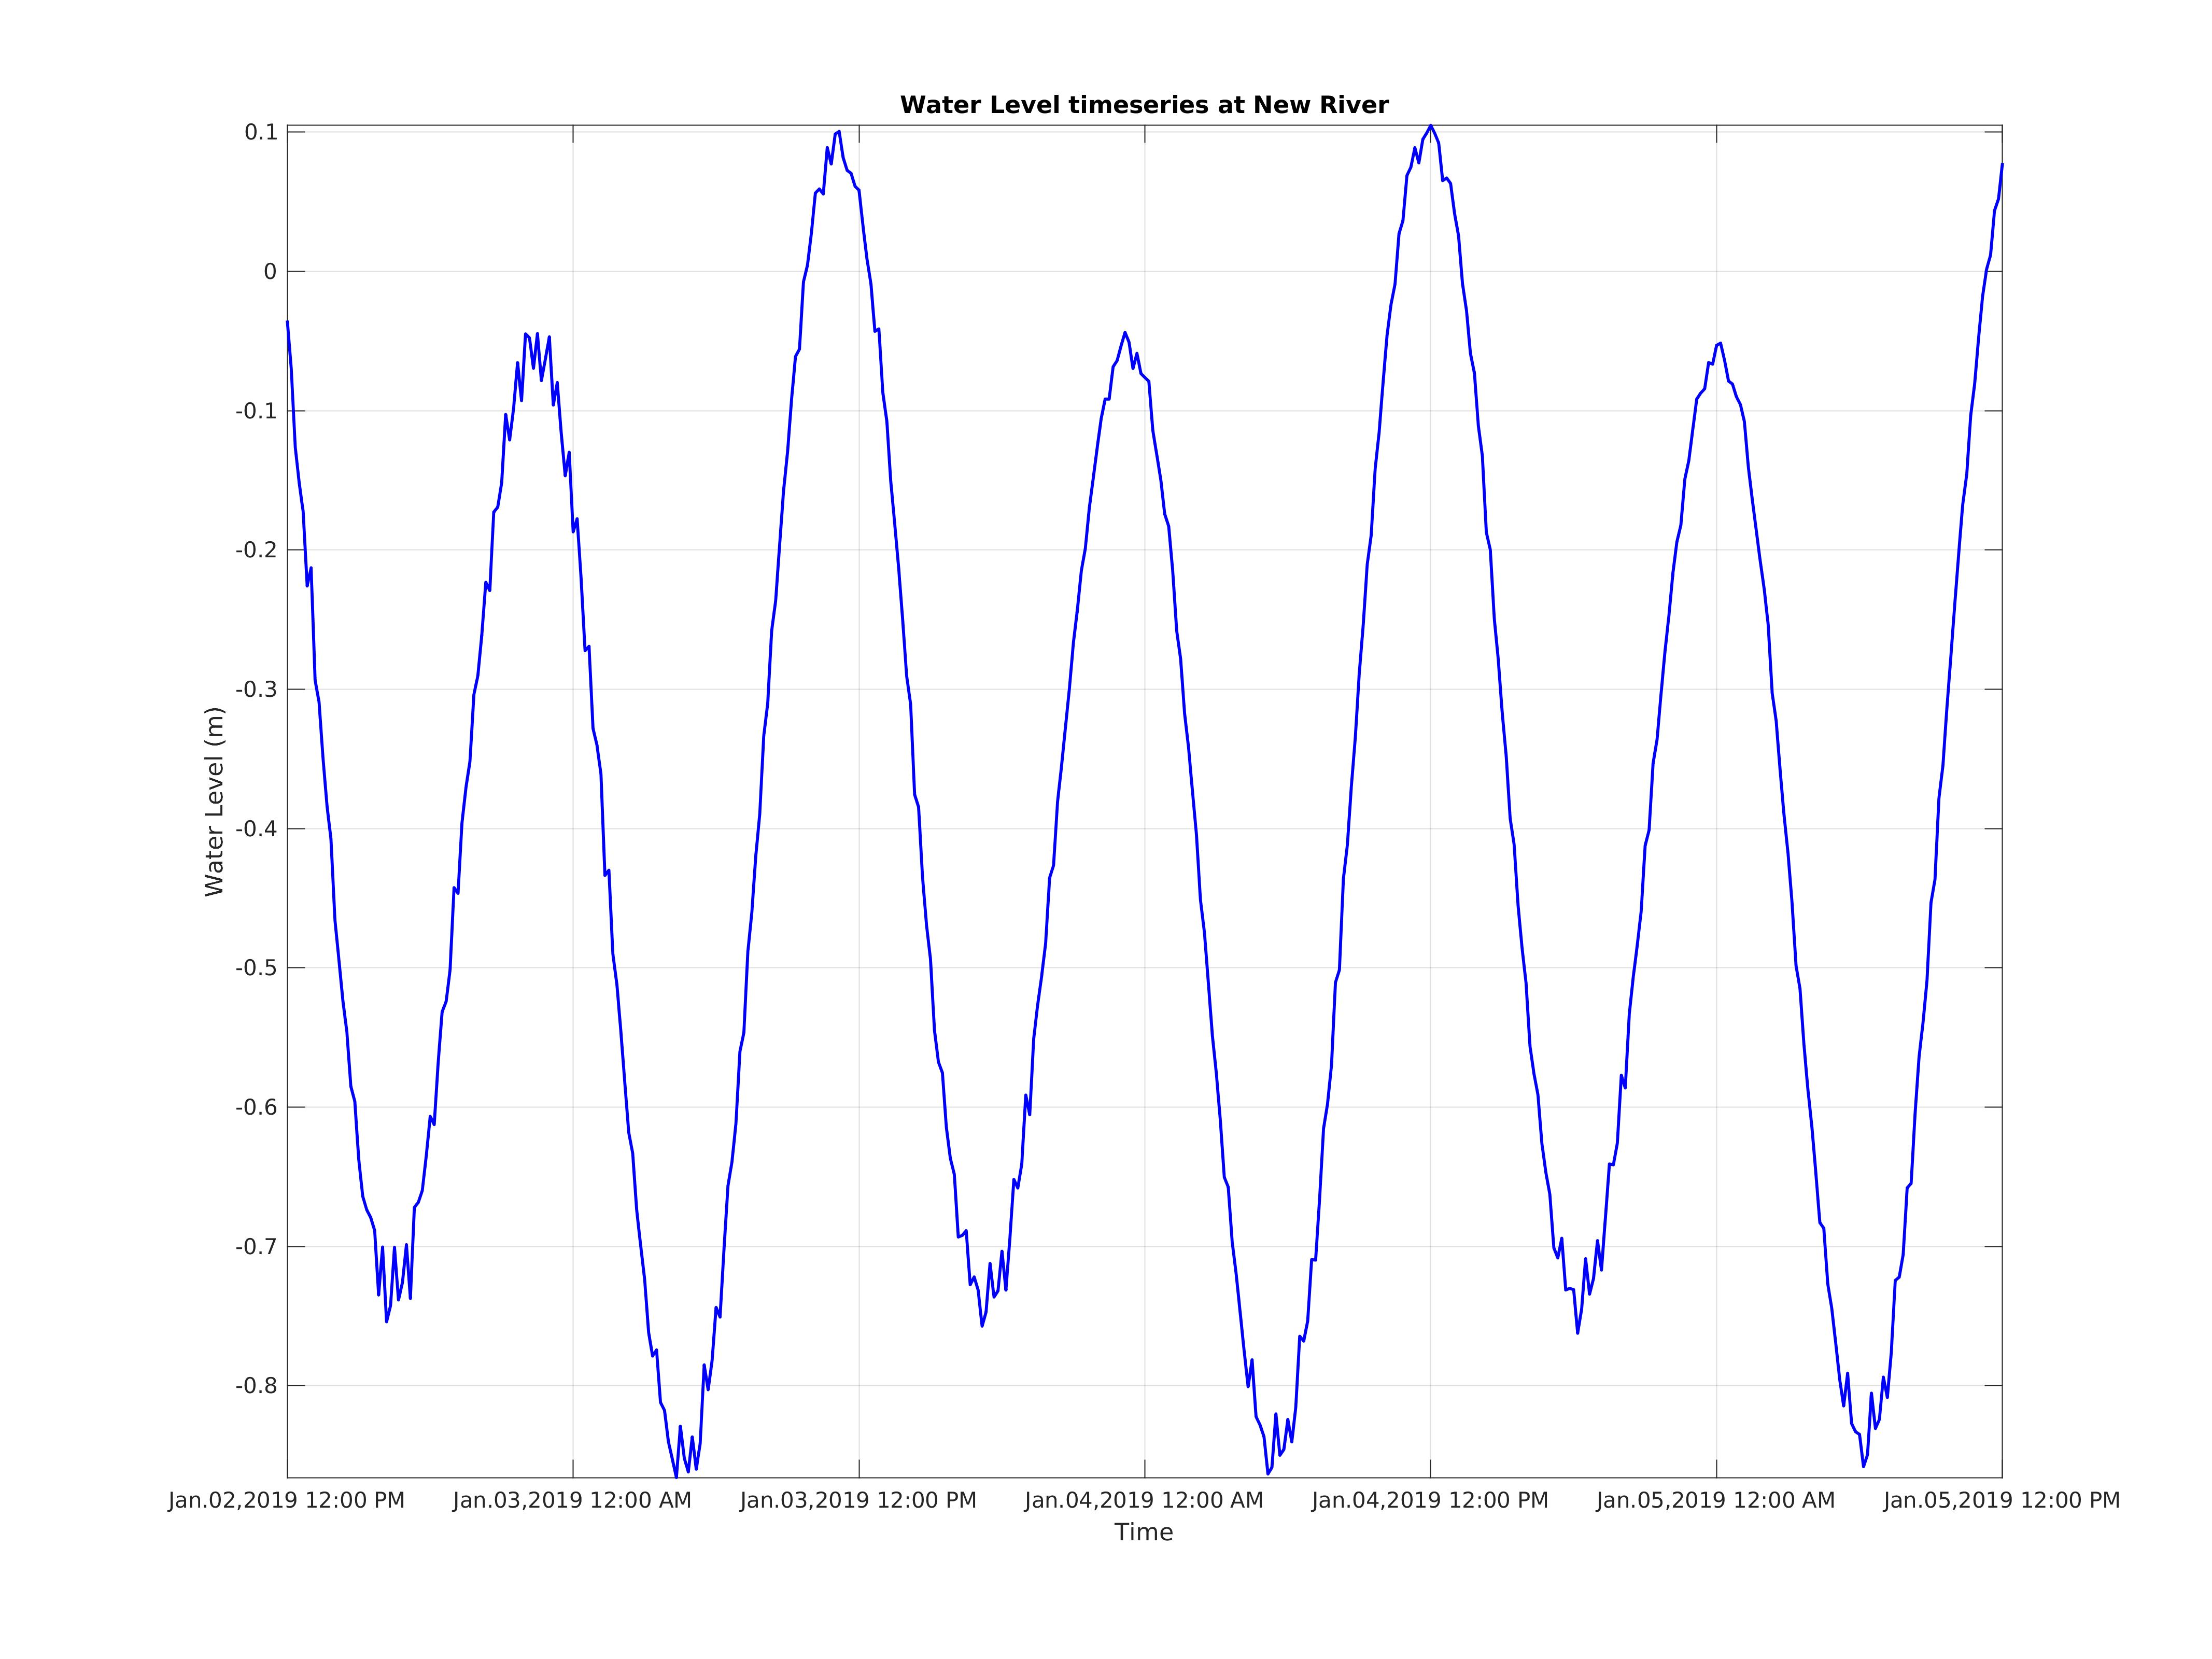 Water Level timeseries at New River
0.1
0
-0.1
-0.2
-0.3
-0.4
-0.5
-0.6
-0.7
-0.8
Water Level (m)
Jan.02,2019 12:00 PM Jan.03,2019 12:00 AM Jan.03,2019 12:00 PM Jan.04,2019 12:00 AM Jan.04,2019 12:00 PM Jan.05,2019 12:00 AM Jan.05,2019 12:00 PM
Time